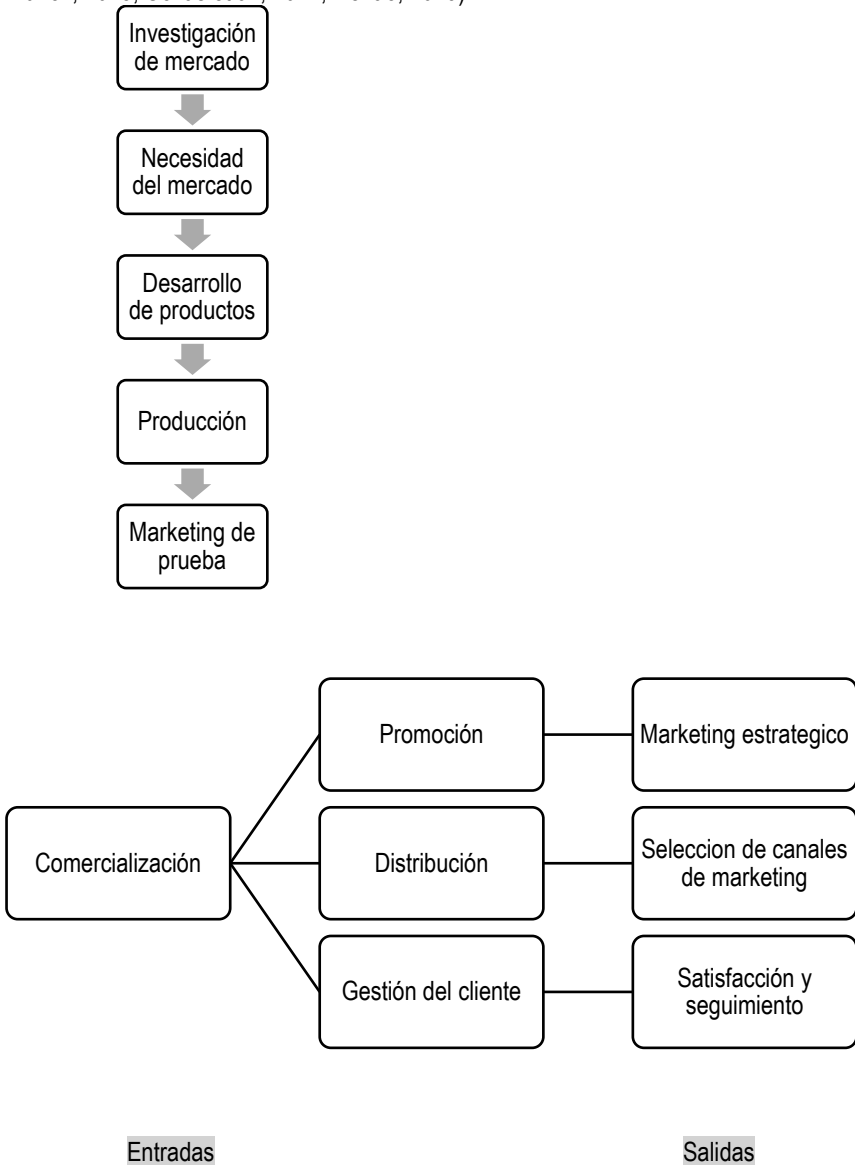 Investigación
de mercado
Necesidad
del mercado
Desarrollo
de productos
Producción
Marketing de
prueba
Promoción
Marketing estrategico
Comercialización
Distribución
Seleccion de canales
de marketing
Gestión del cliente
Satisfacción y
seguimiento
Entradas
Salidas